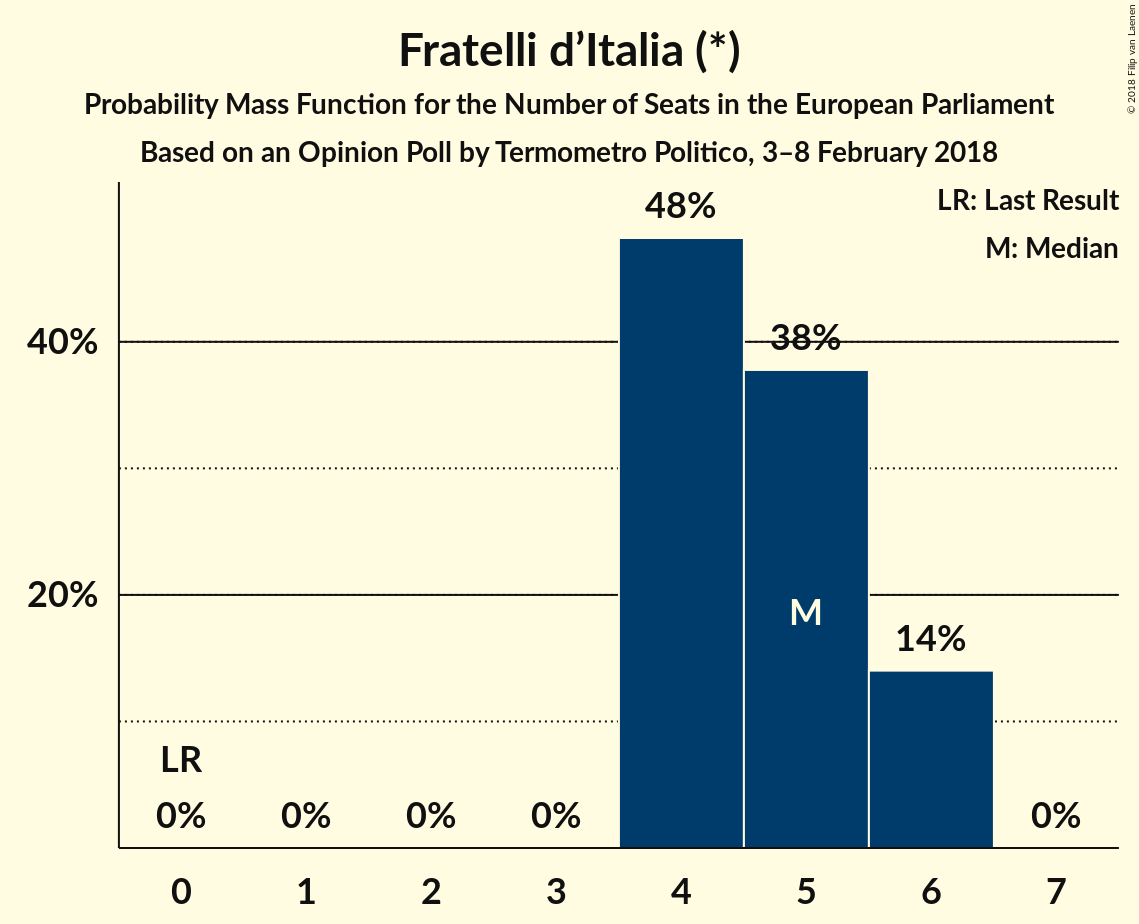 Fratelli d’Italia (*)
Probability Mass Function for the Number of Seats in the European Parliament
Based on an Opinion Poll by Termometro Politico, 3–8 February 2018
© 2018 Filip van Laenen
LR: Last Result
M: Median
48%
40%
38%
20%
M
14%
LR
0% 0% 0% 0% 0%
0 1 2 3 4 5 6 7